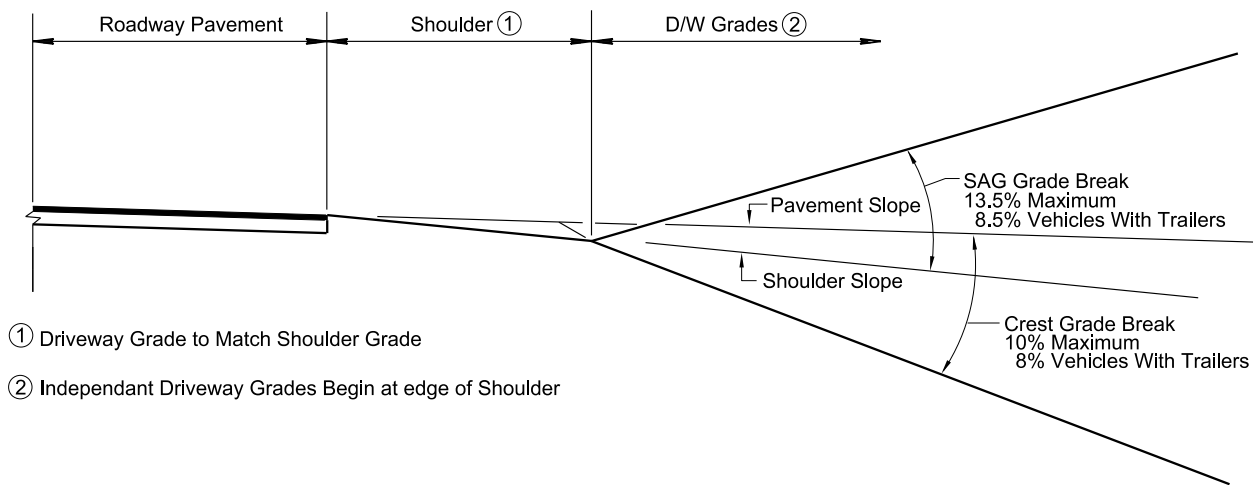 Roadway Pavement
Shoulder ①
D/W Grades ②
SAG Grade Break
13.5% Maximum
8.5% Vehicles With Trailers
Pavement Slope
Shoulder Slope
Crest Grade Break
10% Maximum
8% Vehicles With Trailers
① Driveway Grade to Match Shoulder Grade
② Independant Driveway Grades Begin at edge of Shoulder